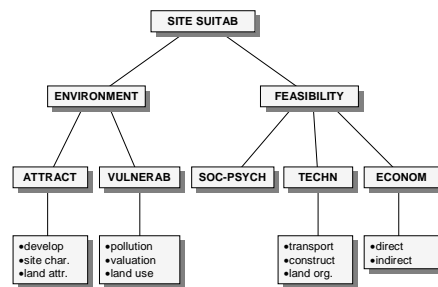 SITE SUITAB
ENVIRONMENT
FEASIBILITY
ATTRACT
VULNERAB
SOC-PSYCH
TECHN
ECONOM
•develop
•site char.
•land attr.
•pollution
•valuation
•land use
•transport
•construct
•land org.
•direct
•indirect